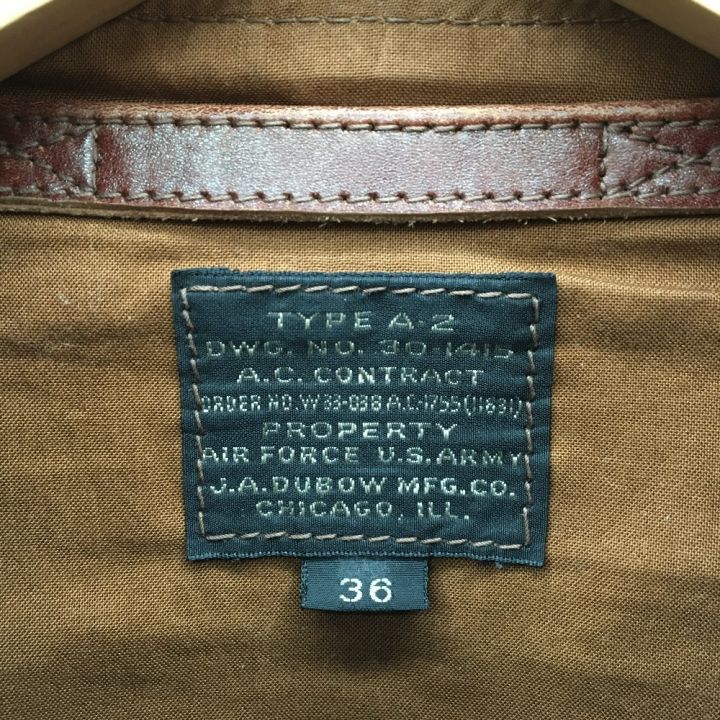 TYPE A-2
DWG. NO. 30-1415
A.C. CONTRACT
ORDER NO. W33-038 A.C.-1755(11631)
PROPERTY
AIR FORCE U.S. ARMY
J.A. DUBOW MFG. CO.
CHICAGO, ILL.
36